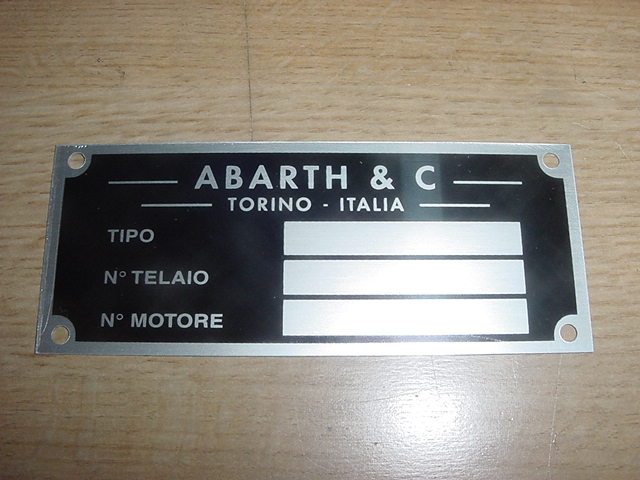 ABARTH & C
TORINO - ITALIA
TIPO
N° TELAIO
N° MOTORE